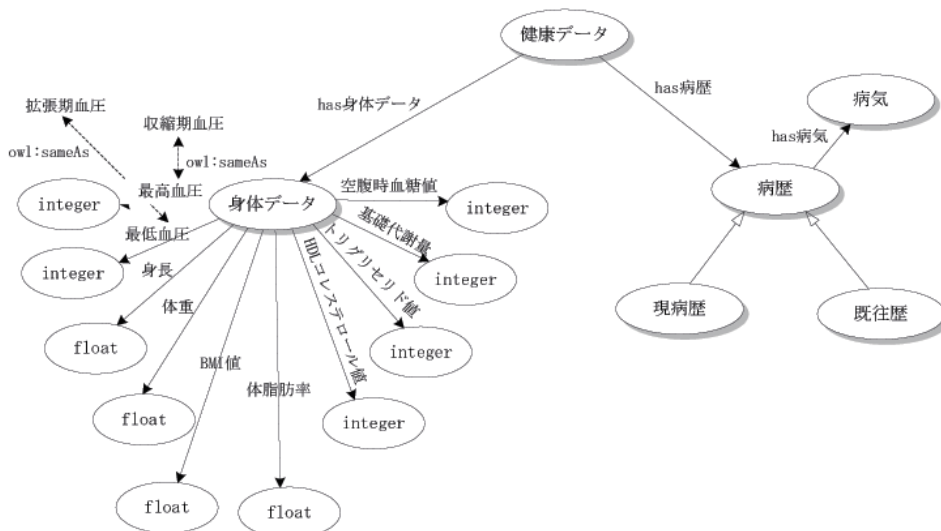 健康データ
has身体データ
has病歴
病気
has病気
病歴
現病歴
既往歴
拡張期血圧
収縮期血圧
owl:sameAs
owl:sameAs
最高血圧
integer
最低血圧
身体データ
空腹時血糖値
integer
基礎代謝量
integer
integer
身長
トリグリセリド値
体重
HDLコレステロール値
float
integer
BMI値
体脂肪率
float
integer
float
float